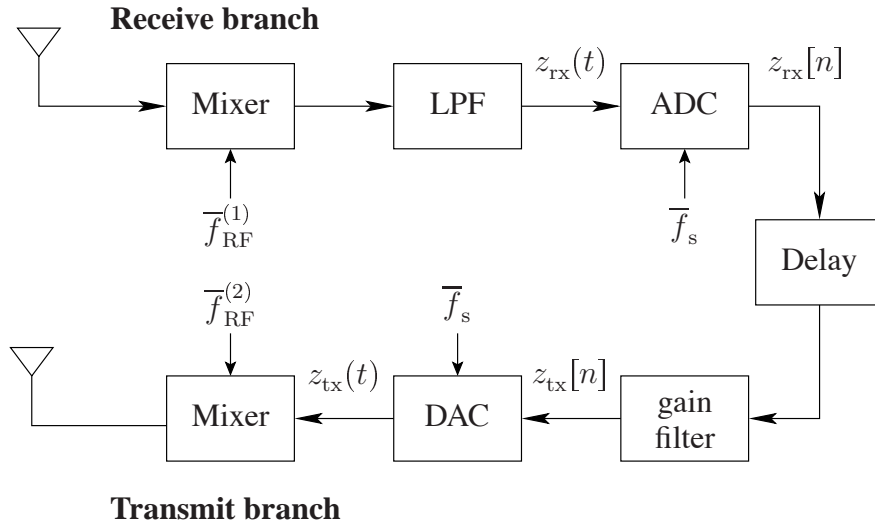 Receive branch
z_rx(t)
z_rx[n]
Mixer
LPF
ADC
f̅_RF^(1)
f̅_s
Delay
f̅_RF^(2)
f̅_s
z_tx(t)
z_tx[n]
Mixer
DAC
gain
filter
Transmit branch